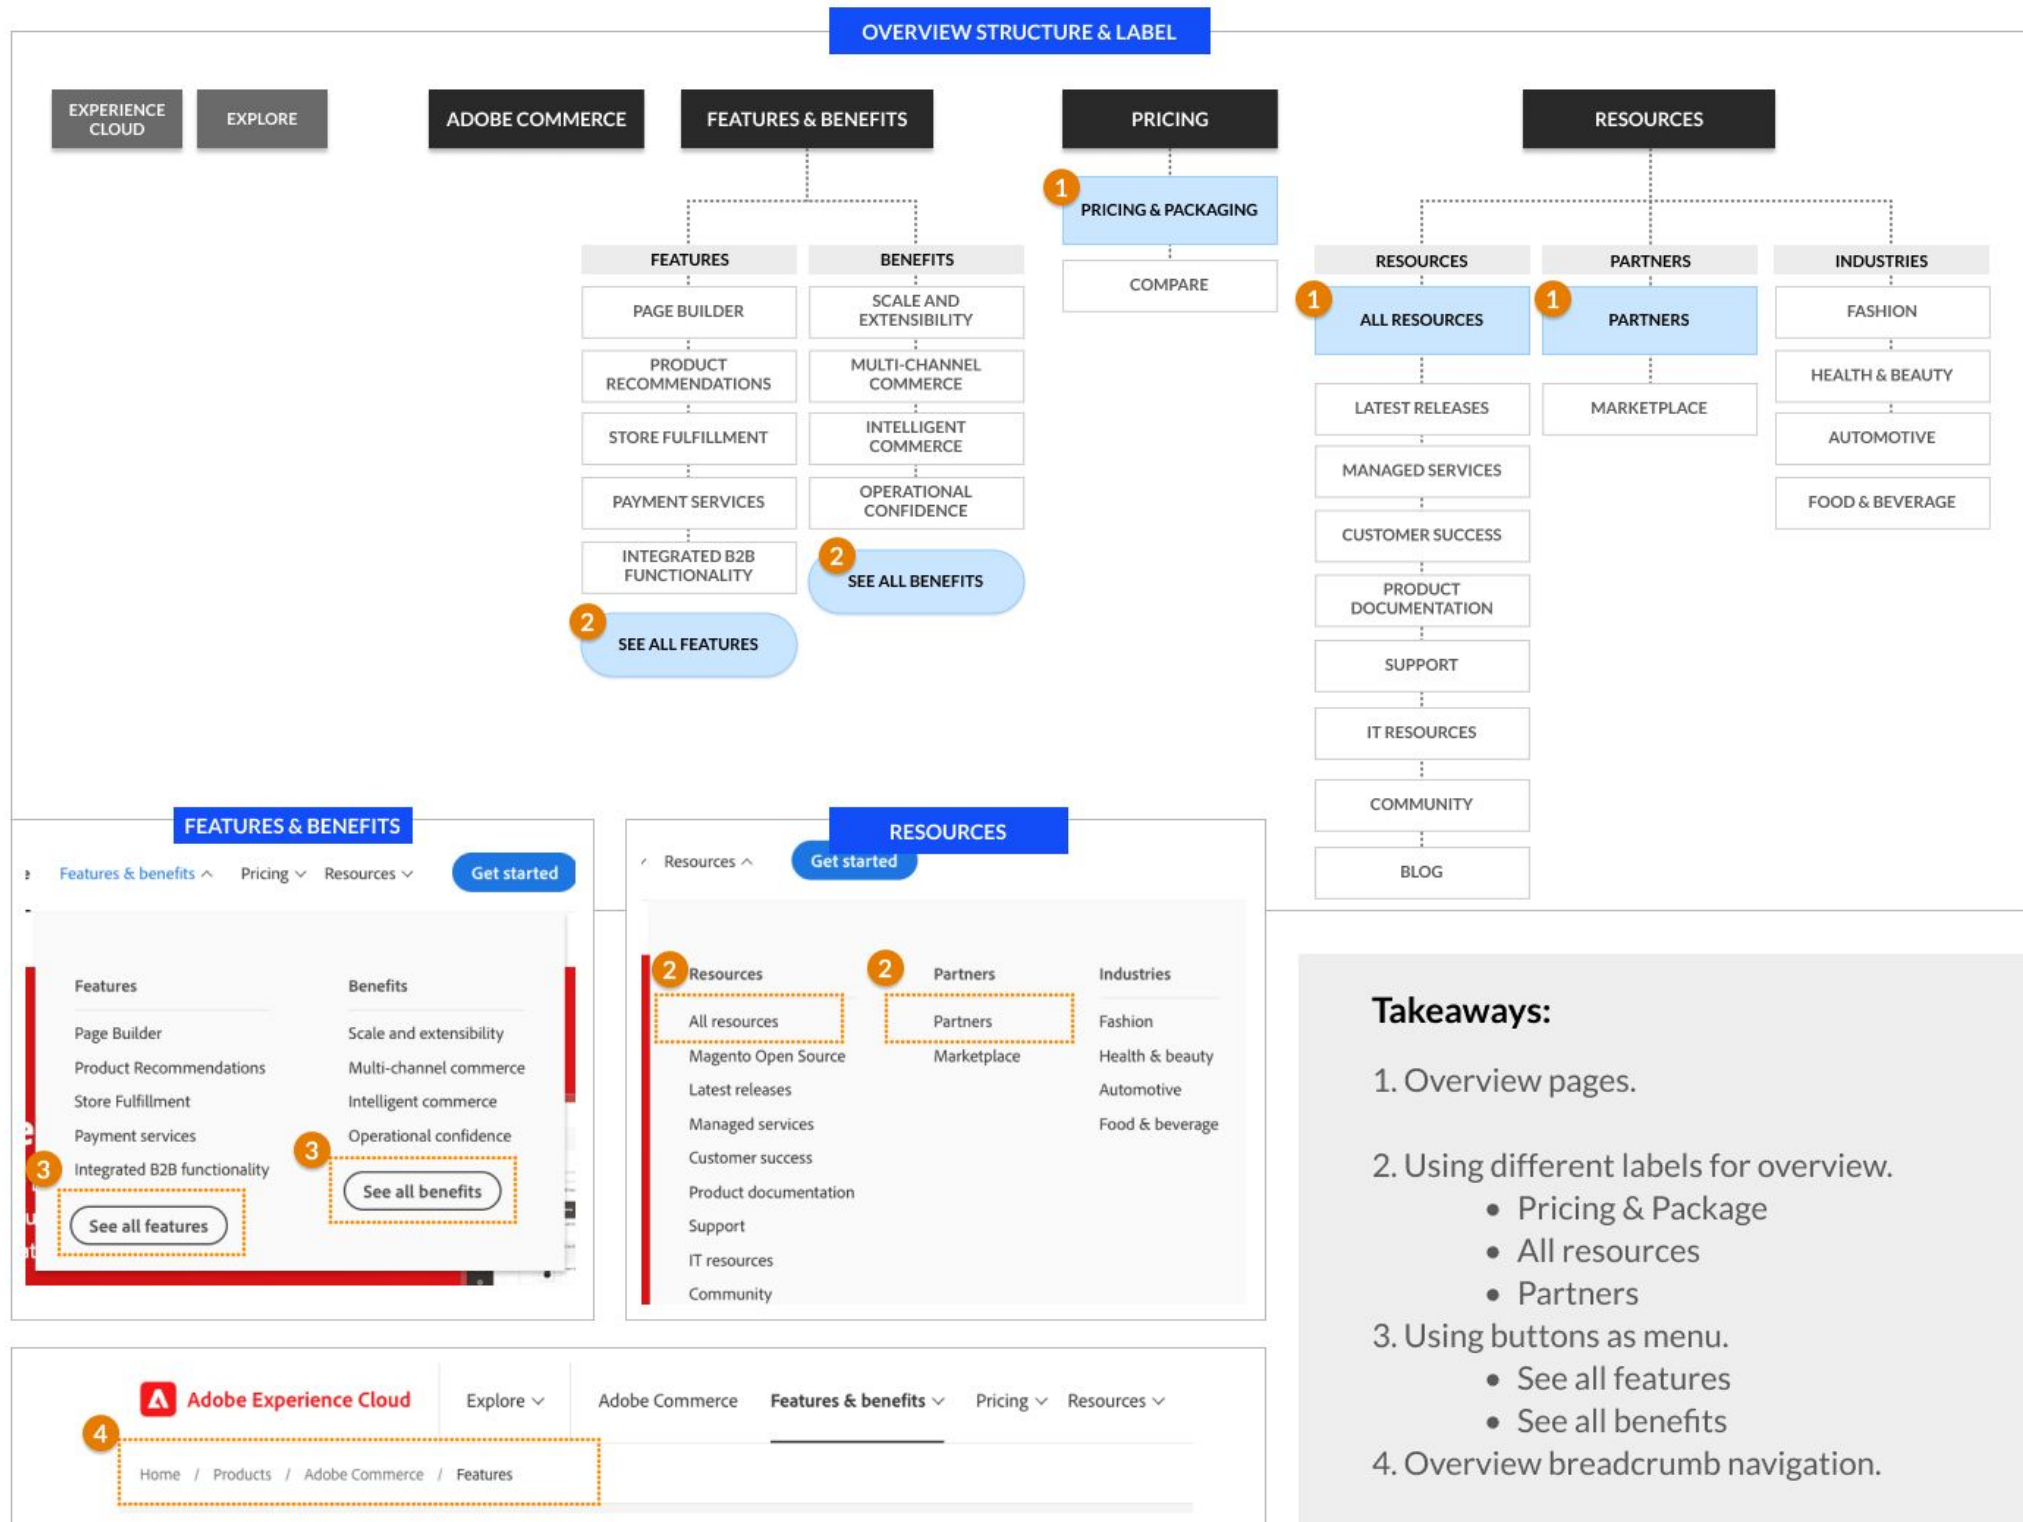 OVERVIEW STRUCTURE & LABEL
EXPERIENCE
CLOUD
EXPLORE
ADOBE COMMERCE
FEATURES & BENEFITS
PRICING
RESOURCES
FEATURES
PAGE BUILDER
PRODUCT
RECOMMENDATIONS
STORE FULFILLMENT
PAYMENT SERVICES
INTEGRATED B2B
FUNCTIONALITY
2
SEE ALL FEATURES
BENEFITS
SCALE AND
EXTENSIBILITY
MULTI-CHANNEL
COMMERCE
INTELLIGENT
COMMERCE
OPERATIONAL
CONFIDENCE
2
SEE ALL BENEFITS
1
PRICING & PACKAGING
COMPARE
RESOURCES
1
ALL RESOURCES
LATEST RELEASES
MANAGED SERVICES
CUSTOMER SUCCESS
PRODUCT
DOCUMENTATION
SUPPORT
IT RESOURCES
COMMUNITY
BLOG
PARTNERS
1
PARTNERS
MARKETPLACE
INDUSTRIES
FASHION
HEALTH & BEAUTY
AUTOMOTIVE
FOOD & BEVERAGE
FEATURES & BENEFITS
Features & benefits
Pricing
Resources
Get started
Features
Page Builder
Product Recommendations
Store Fulfillment
Payment services
3
Integrated B2B functionality
See all features
Benefits
Scale and extensibility
Multi-channel commerce
Intelligent commerce
Operational confidence
3
See all benefits
RESOURCES
Resources
Get started
2
Resources
All resources
Magento Open Source
Latest releases
Managed services
Customer success
Product documentation
Support
IT resources
Community
2
Partners
Partners
Marketplace
Industries
Fashion
Health & beauty
Automotive
Food & beverage
Adobe Experience Cloud
Explore
Adobe Commerce
Features & benefits
Pricing
Resources
4
Home / Products / Adobe Commerce / Features
Takeaways:
1. Overview pages.
2. Using different labels for overview.
• Pricing & Package
• All resources
• Partners
3. Using buttons as menu.
• See all features
• See all benefits
4. Overview breadcrumb navigation.